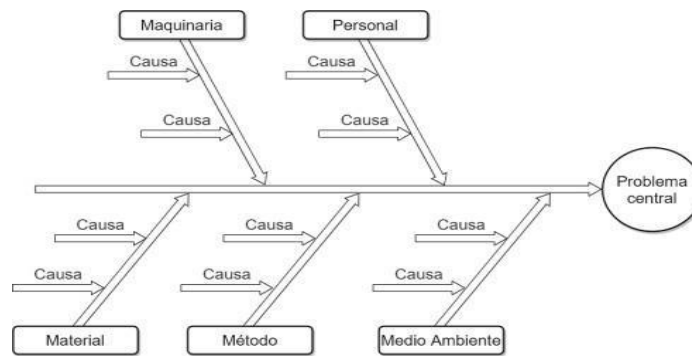 Maquinaria
Personal
Causa
Causa
Causa
Causa
Problema
central
Causa
Causa
Causa
Causa
Causa
Causa
Material
Método
Medio Ambiente